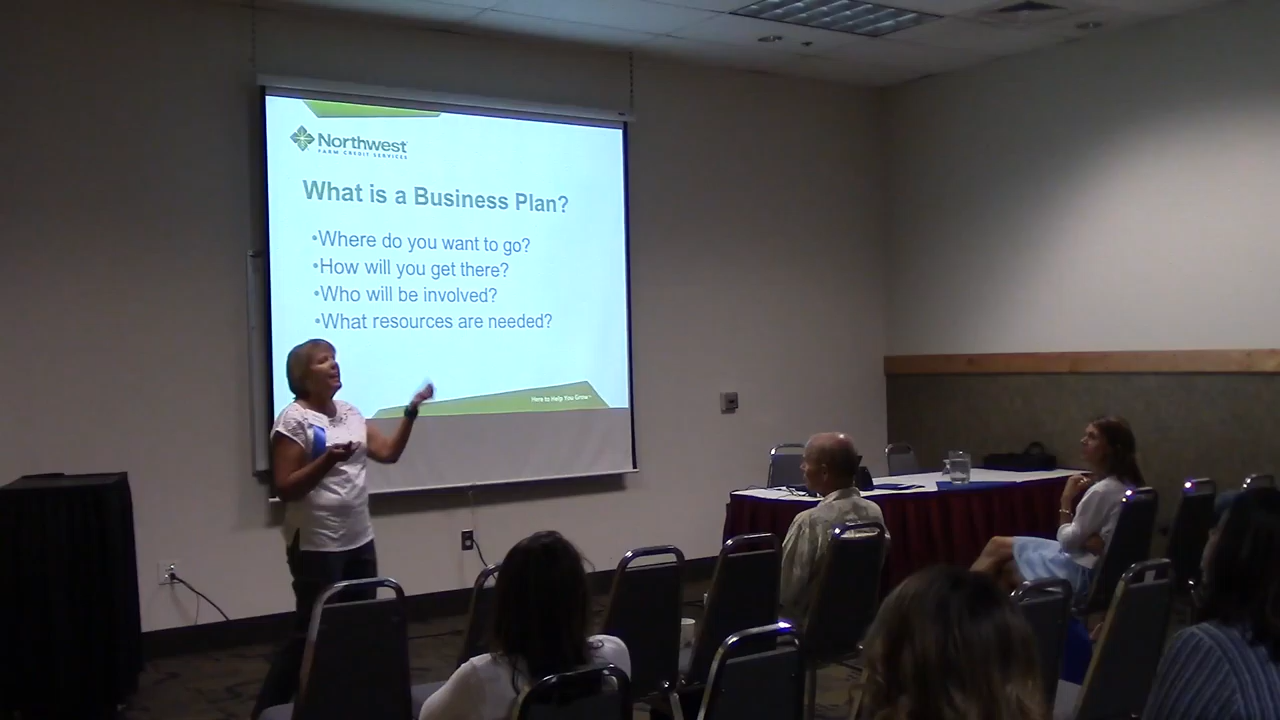 Northwest
FARM CREDIT SERVICES
What is a Business Plan?
•Where do you want to go?
•How will you get there?
•Who will be involved?
•What resources are needed?
Here to Help You Grow™